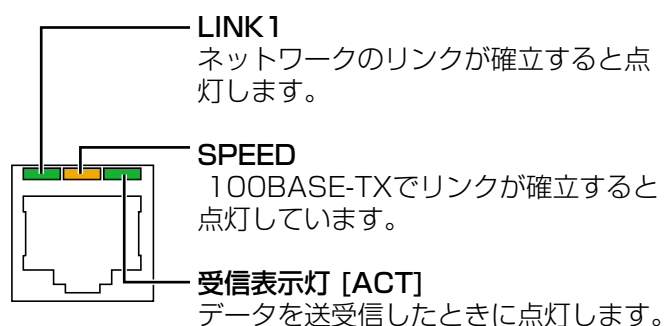 LINK1
ネットワークのリンクが確立すると点
灯します。
SPEED
100BASE-TXでリンクが確立すると
点灯しています。
受信表示灯 [ACT]
データを送受信したときに点灯します。